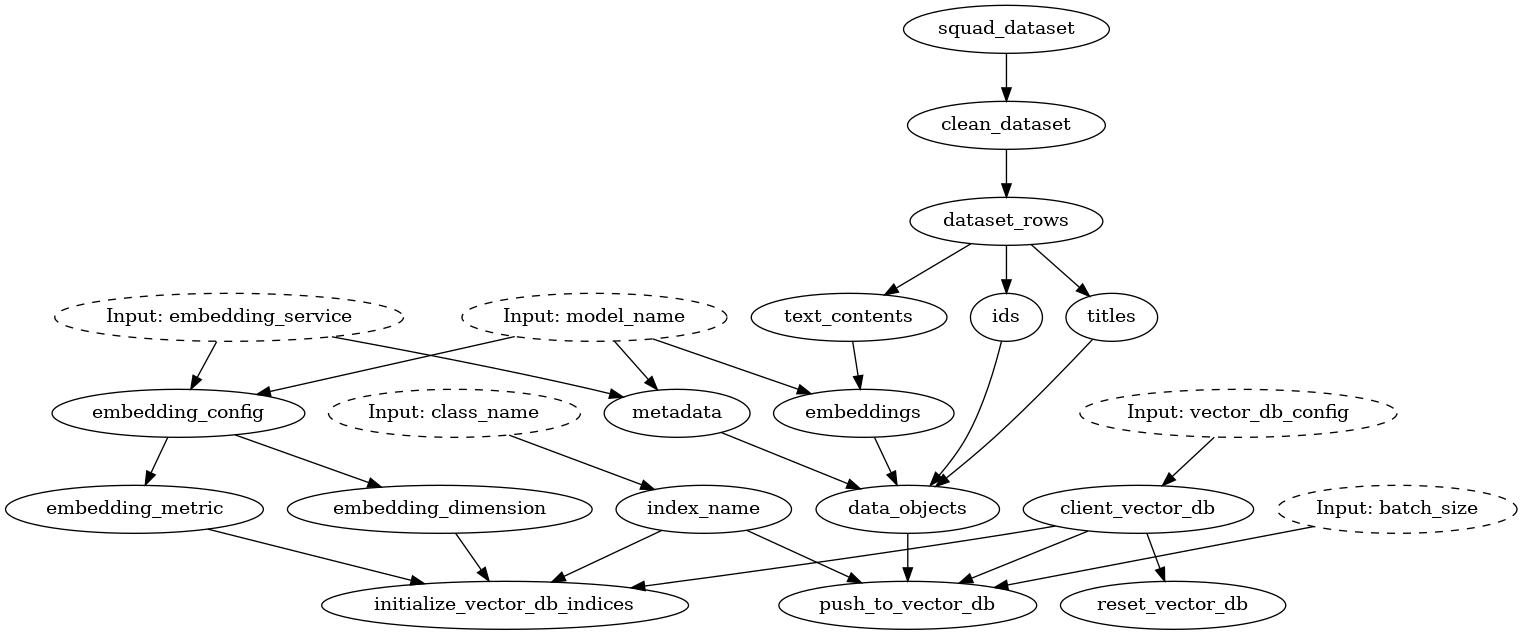 squad_dataset
clean_dataset
dataset_rows
Input: embedding_service
Input: model_name
text_contents
ids
titles
embedding_config
Input: class_name
metadata
embeddings
Input: vector_db_config
embedding_metric
embedding_dimension
index_name
data_objects
client_vector_db
Input: batch_size
initialize_vector_db_indices
push_to_vector_db
reset_vector_db